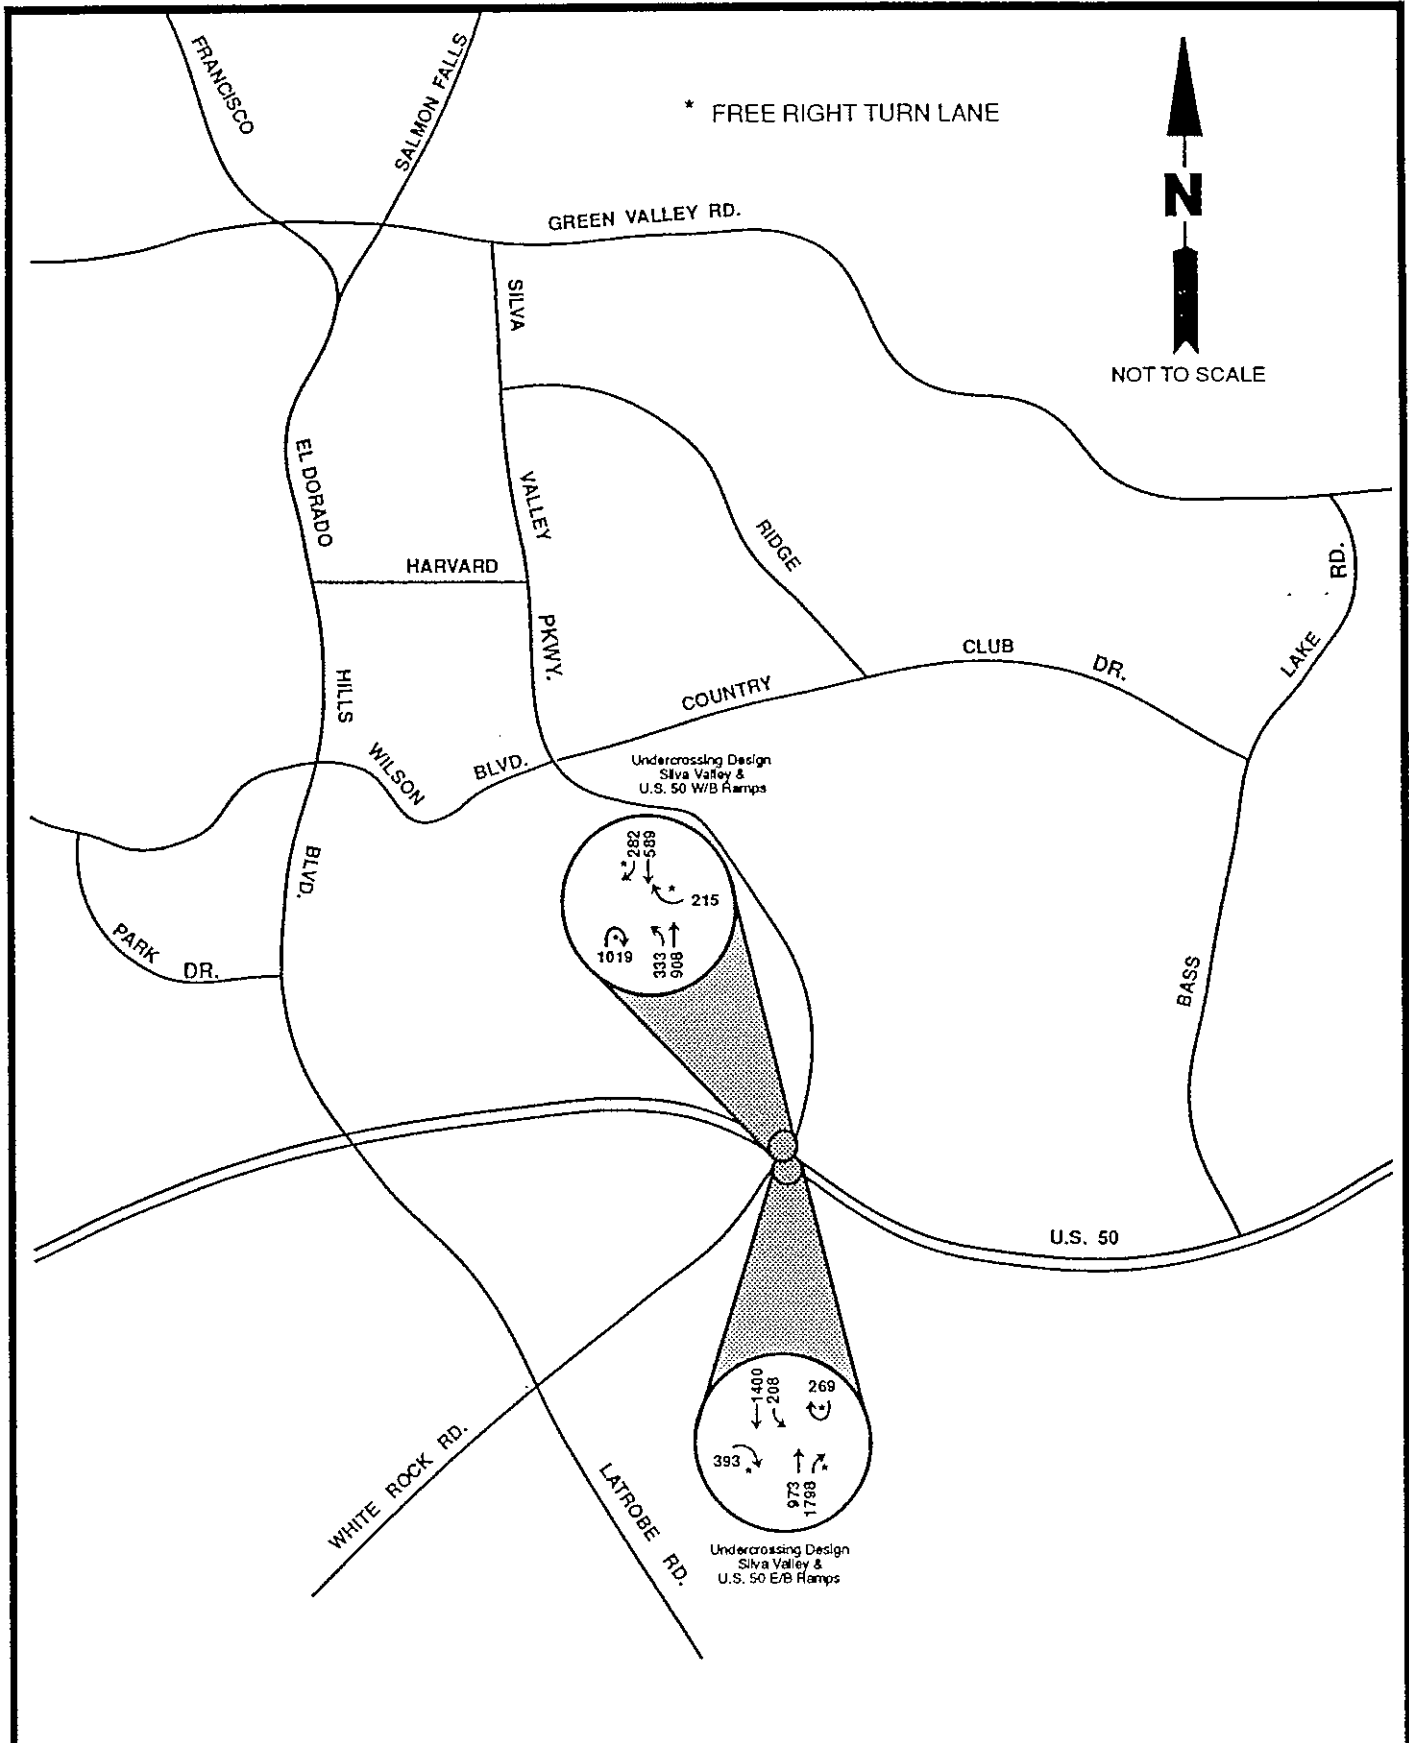 FRANCISCO
SALMON FALLS
* FREE RIGHT TURN LANE
N
NOT TO SCALE
GREEN VALLEY RD.
SILVA
VALLEY
PKWY.
EL DORADO
HILLS
BLVD.
HARVARD
RIDGE
COUNTRY
CLUB
DR.
RD.
LAKE
BASS
WILSON
BLVD.
PARK
DR.
Undercrossing Design
Silva Valley &
U.S. 50 W/B Ramps
282
589
*
*
215
1019
333
908
U.S. 50
1400
208
269
*
393
*
*
973
1798
Undercrossing Design
Silva Valley &
U.S. 50 E/B Ramps
WHITE ROCK RD.
LATROBE RD.